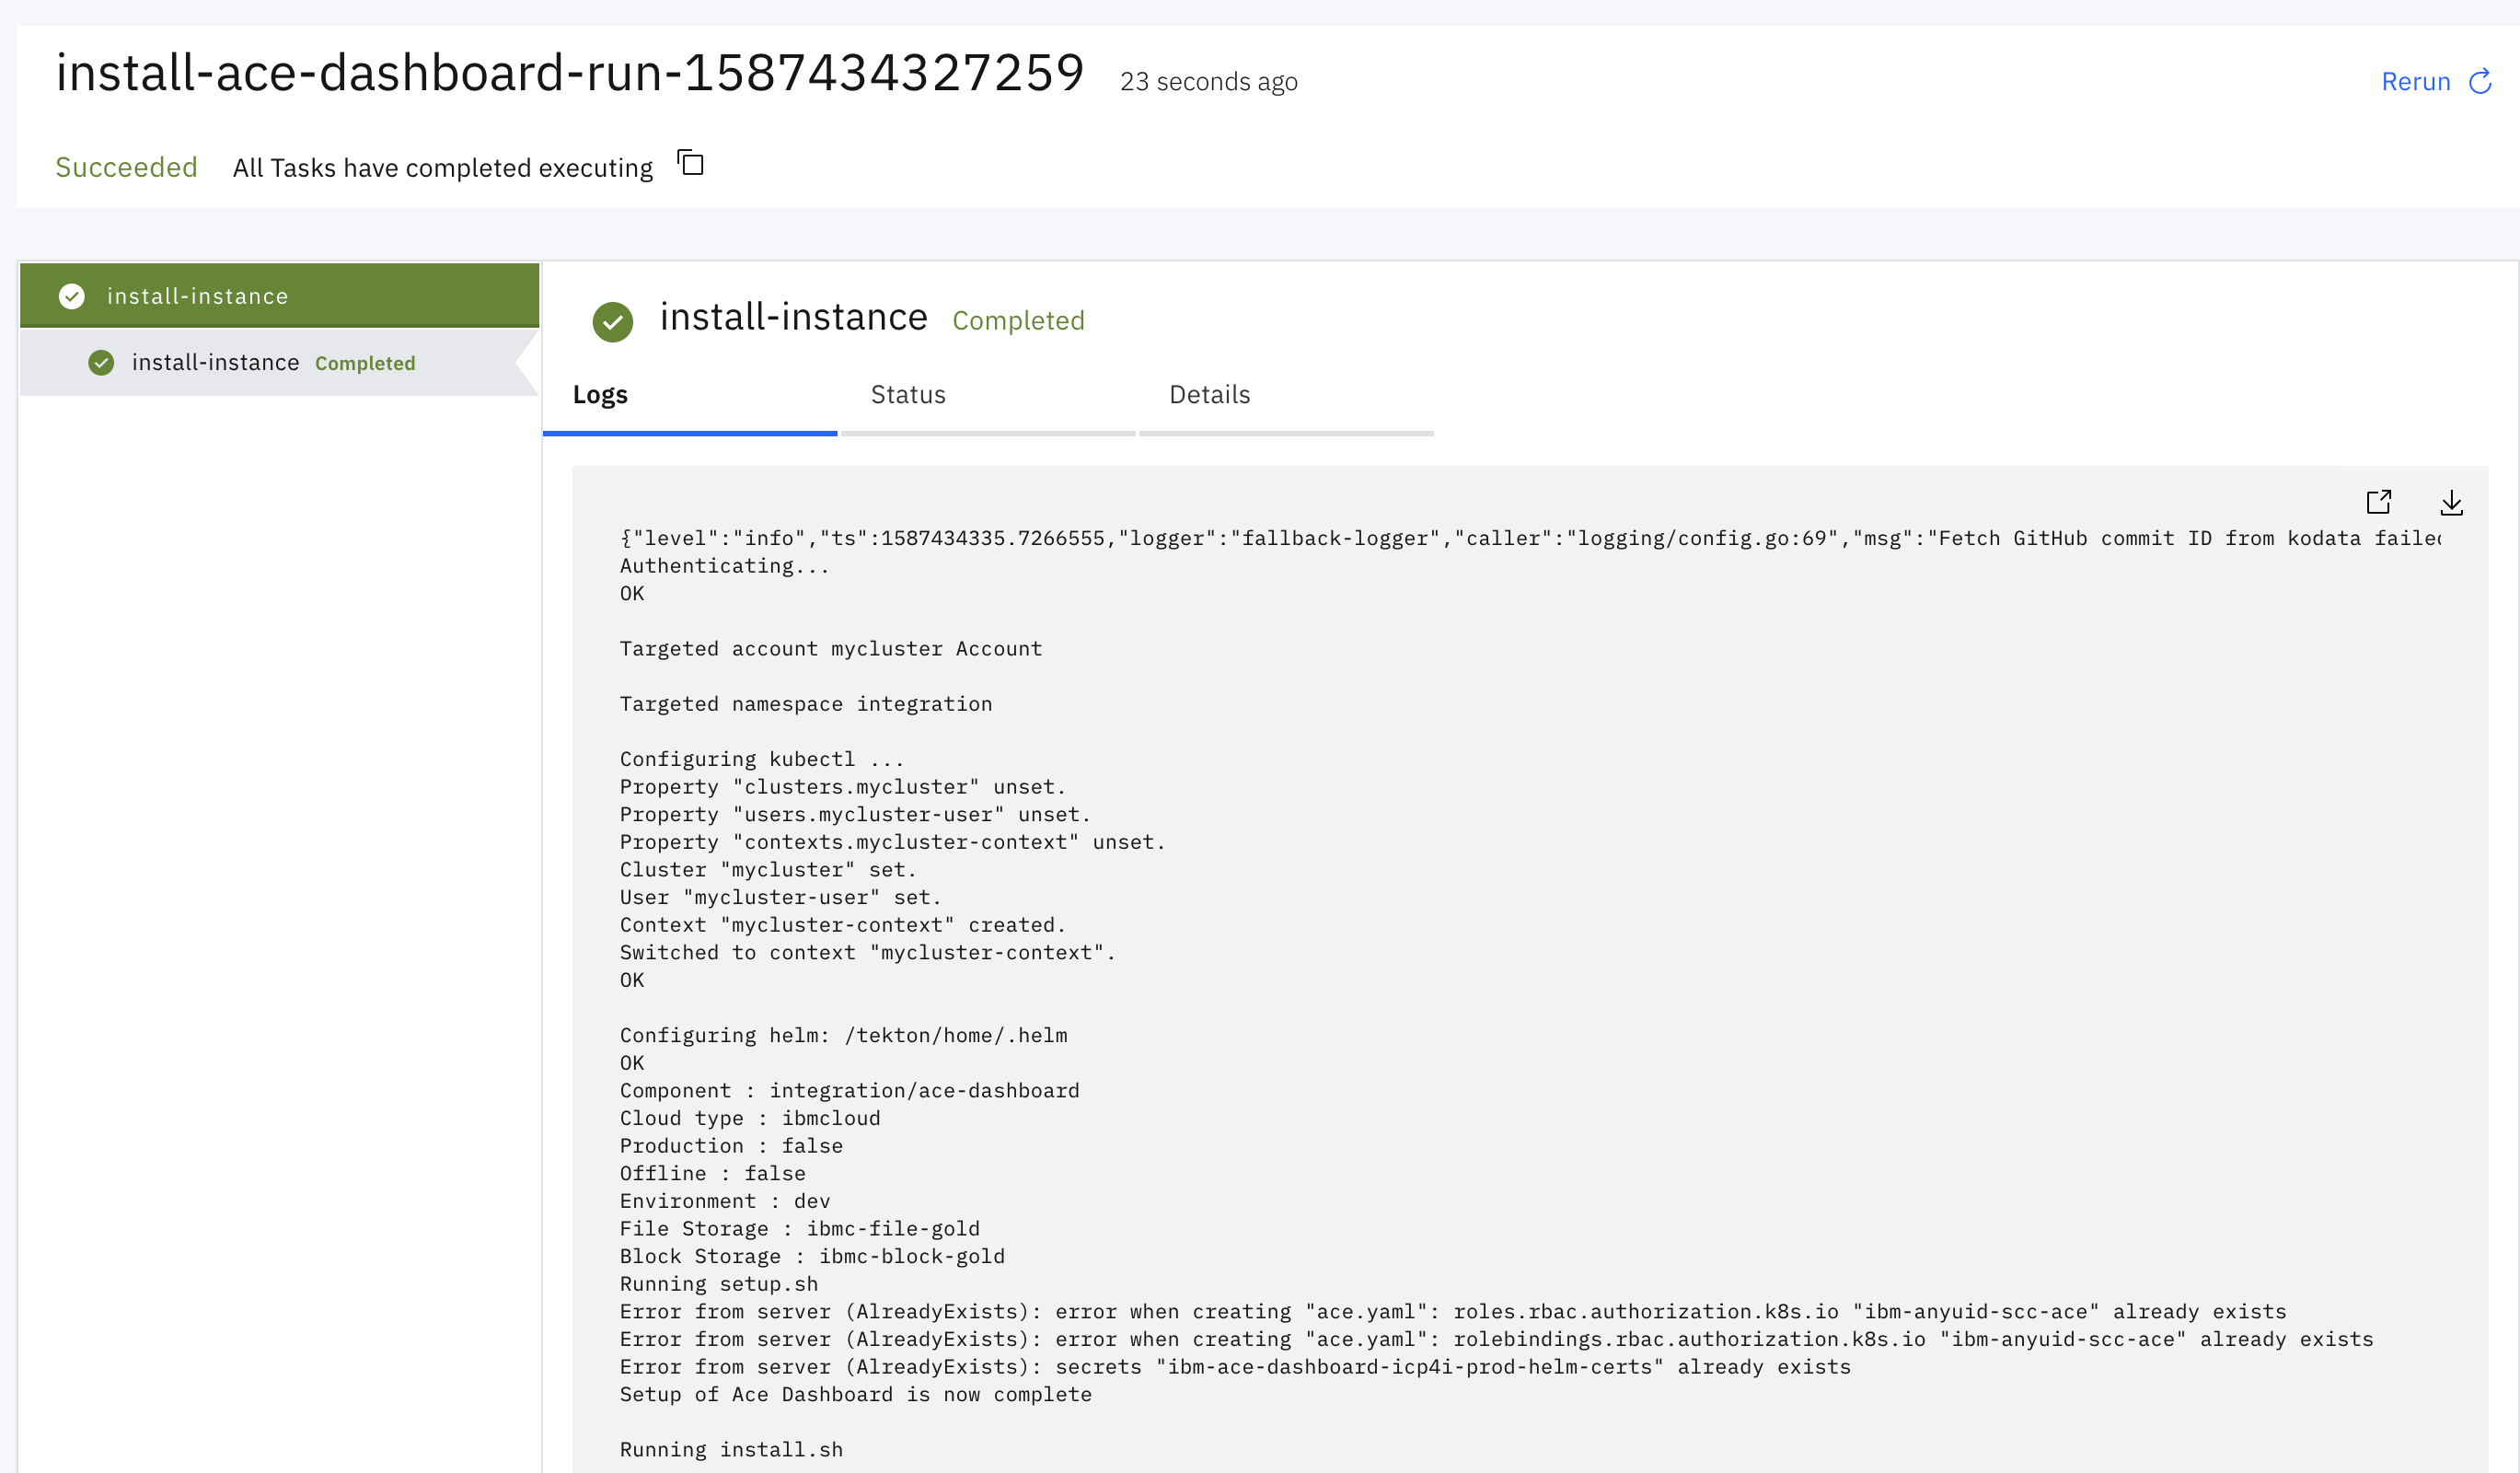 install-ace-dashboard-run-1587434327259 23 seconds ago
Rerun
Succeeded All Tasks have completed executing
install-instance
install-instance Completed
install-instance Completed
Logs Status Details
{"level":"info","ts":1587434335.7266555,"logger":"fallback-logger","caller":"logging/config.go:69","msg":"Fetch GitHub commit ID from kodata failed
Authenticating...
OK
Targeted account mycluster Account
Targeted namespace integration
Configuring kubectl ...
Property "clusters.mycluster" unset.
Property "users.mycluster-user" unset.
Property "contexts.mycluster-context" unset.
Cluster "mycluster" set.
User "mycluster-user" set.
Context "mycluster-context" created.
Switched to context "mycluster-context".
OK
Configuring helm: /tekton/home/.helm
OK
Component : integration/ace-dashboard
Cloud type : ibmcloud
Production : false
Offline : false
Environment : dev
File Storage : ibmc-file-gold
Block Storage : ibmc-block-gold
Running setup.sh
Error from server (AlreadyExists): error when creating "ace.yaml": roles.rbac.authorization.k8s.io "ibm-anyuid-scc-ace" already exists
Error from server (AlreadyExists): error when creating "ace.yaml": rolebindings.rbac.authorization.k8s.io "ibm-anyuid-scc-ace" already exists
Error from server (AlreadyExists): secrets "ibm-ace-dashboard-icp4i-prod-helm-certs" already exists
Setup of Ace Dashboard is now complete
Running install.sh